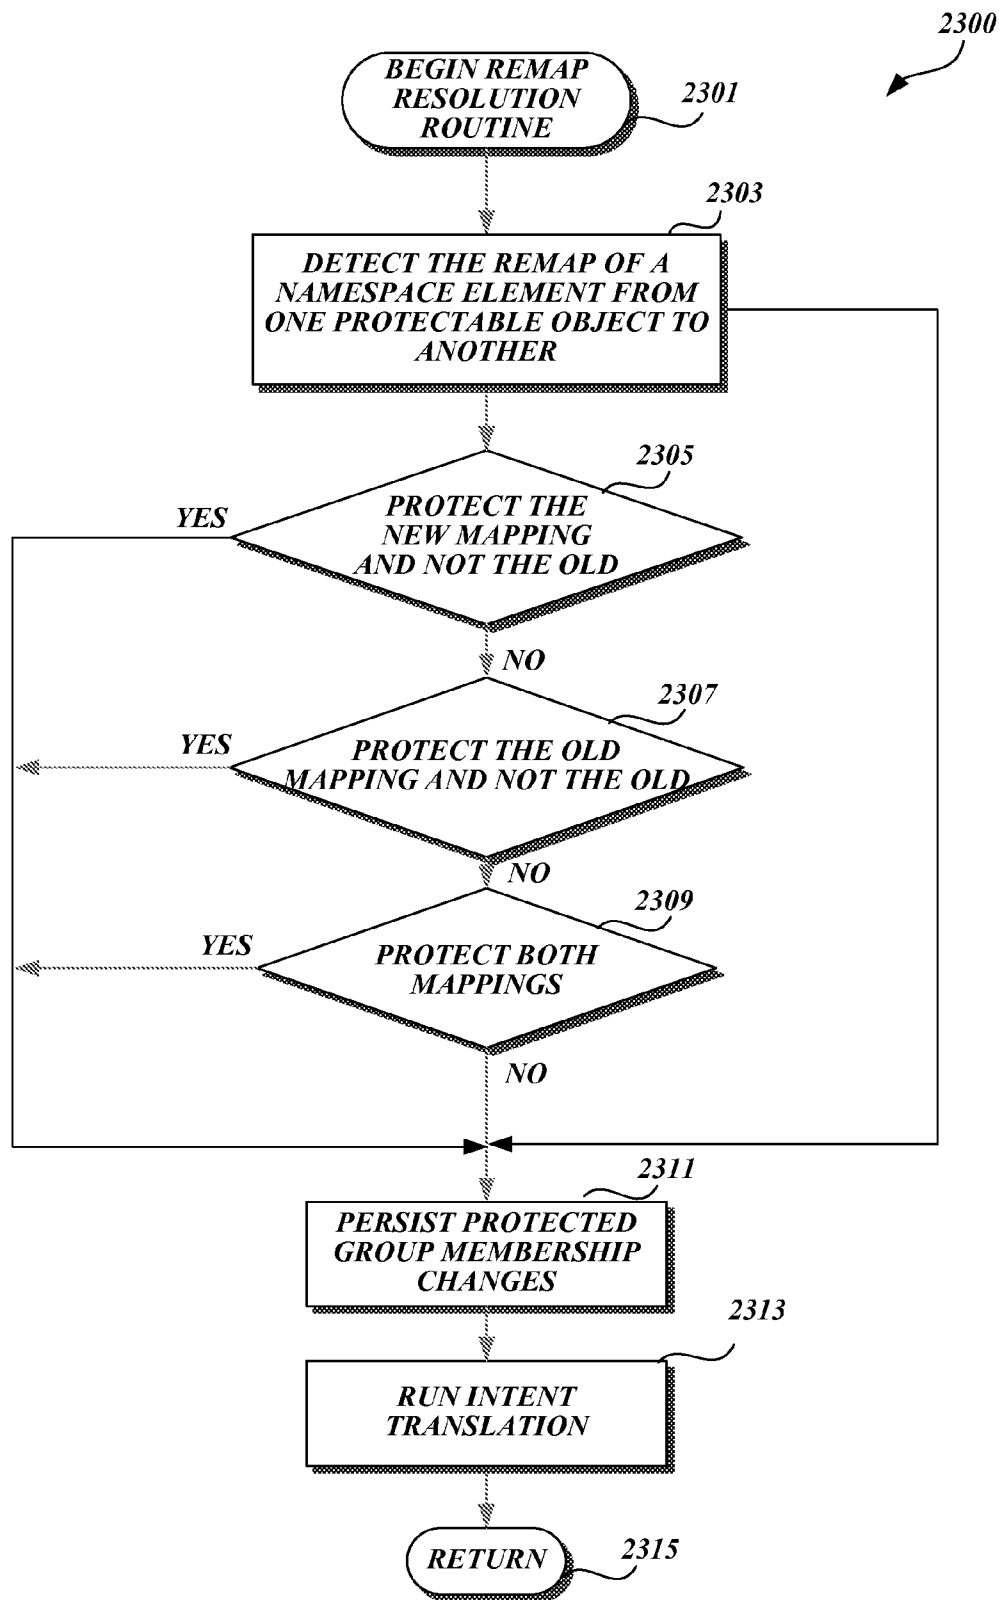 2300
BEGIN REMAP
RESOLUTION
ROUTINE
2301
2303
DETECT THE REMAP OF A
NAMESPACE ELEMENT FROM
ONE PROTECTABLE OBJECT TO
ANOTHER
2305
YES
PROTECT THE
NEW MAPPING
AND NOT THE OLD
NO
2307
YES
PROTECT THE OLD
MAPPING AND NOT THE OLD
NO
2309
YES
PROTECT BOTH
MAPPINGS
NO
2311
PERSIST PROTECTED
GROUP MEMBERSHIP
CHANGES
2313
RUN INTENT
TRANSLATION
RETURN
2315